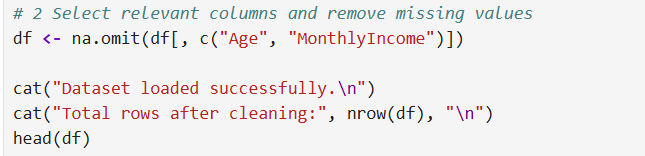 # 2 Select relevant columns and remove missing values
df <- na.omit(df[, c("Age", "MonthlyIncome")])
cat("Dataset loaded successfully.\n")
cat("Total rows after cleaning:", nrow(df), "\n")
head(df)